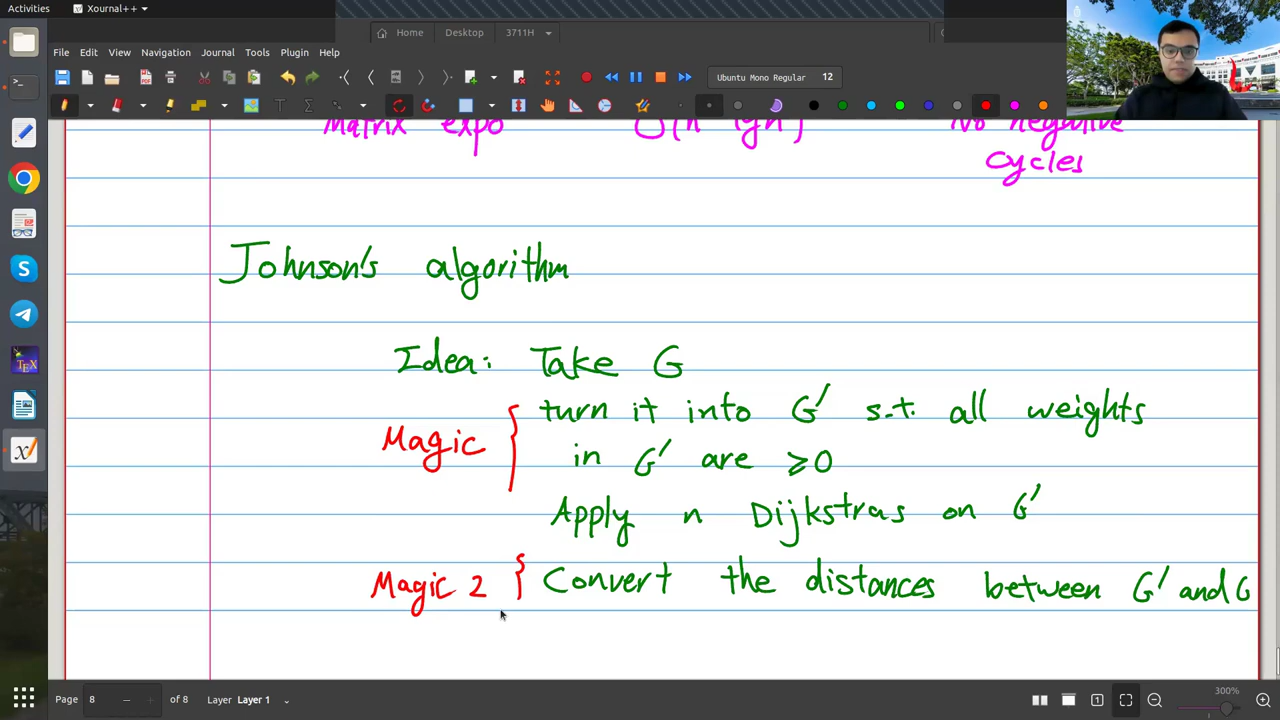 Activities Xournal++
Home Desktop 3711H
File Edit View Navigation Journal Tools Plugin Help
Ubuntu Mono Regular 12
Matrix expo No negative
cycles
Johnson's algorithm
Idea: Take G
turn it into G' s.t. all weights
Magic
in G' are ⩾0
Apply n Dijkstras on G'
Magic 2 Convert the distances between G' and G
Page 8 of 8 Layer Layer 1 300%